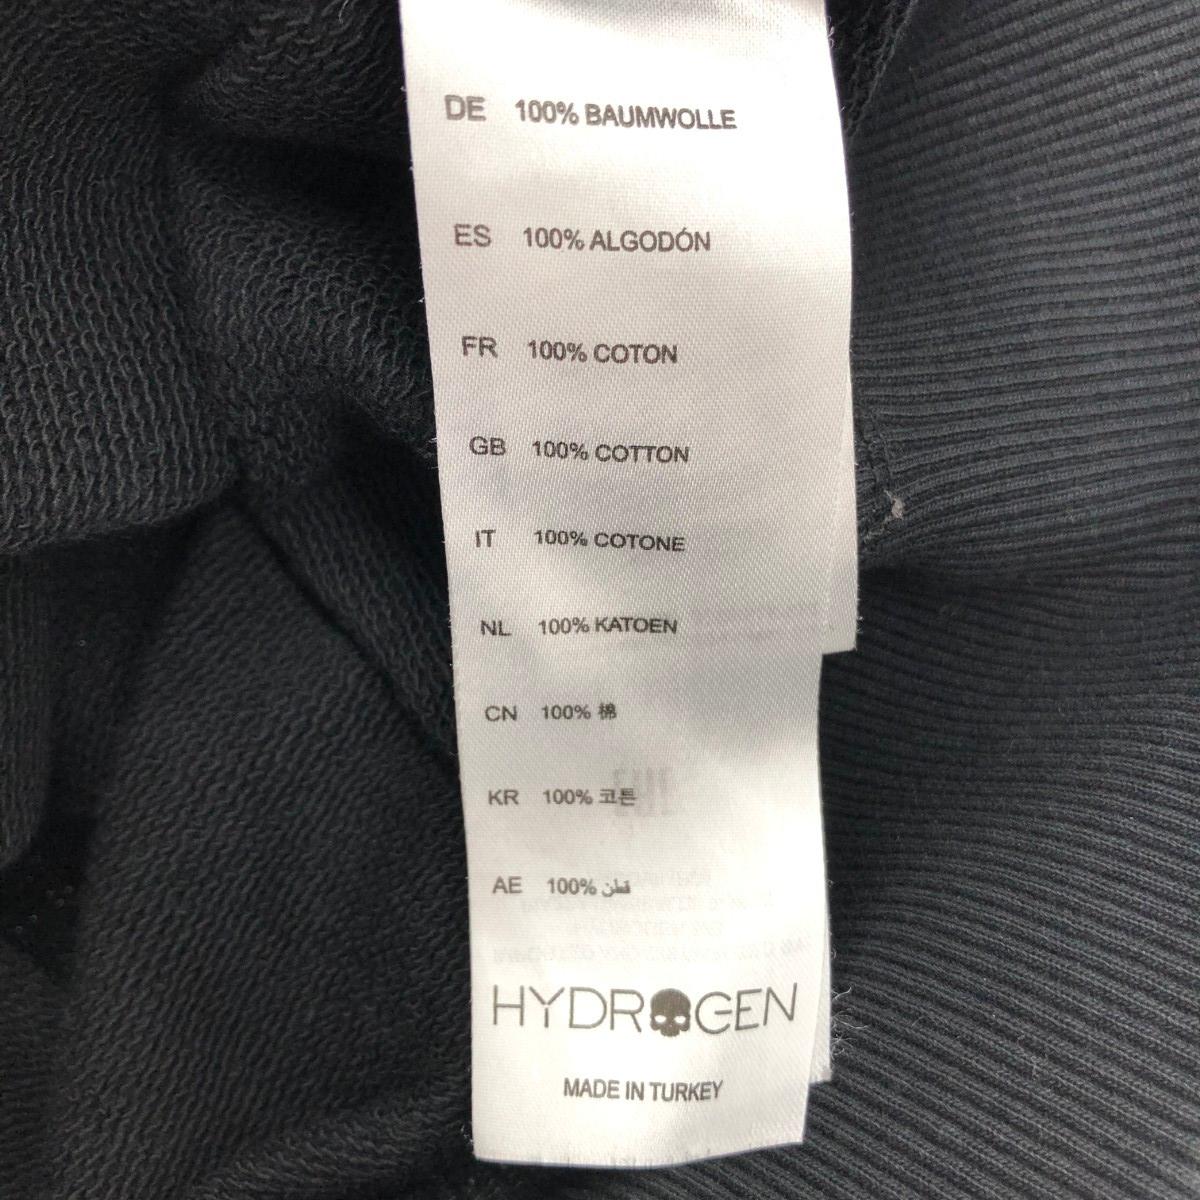 DE 100% BAUMWOLLE
ES 100% ALGODÓN
FR 100% COTON
GB 100% COTTON
IT 100% COTONE
NL 100% KATOEN
CN 100% 棉
KR 100% 코튼
AE 100% قطن
HYDROGEN
MADE IN TURKEY